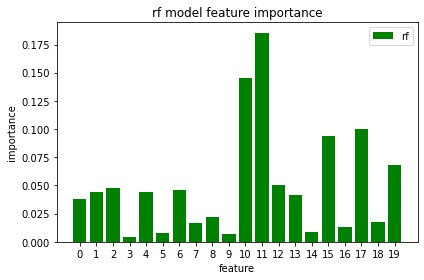 rf model feature importance
rf
importance
0.175
0.150
0.125
0.100
0.075
0.050
0.025
0.000
0 1 2 3 4 5 6 7 8 9 10 11 12 13 14 15 16 17 18 19
feature